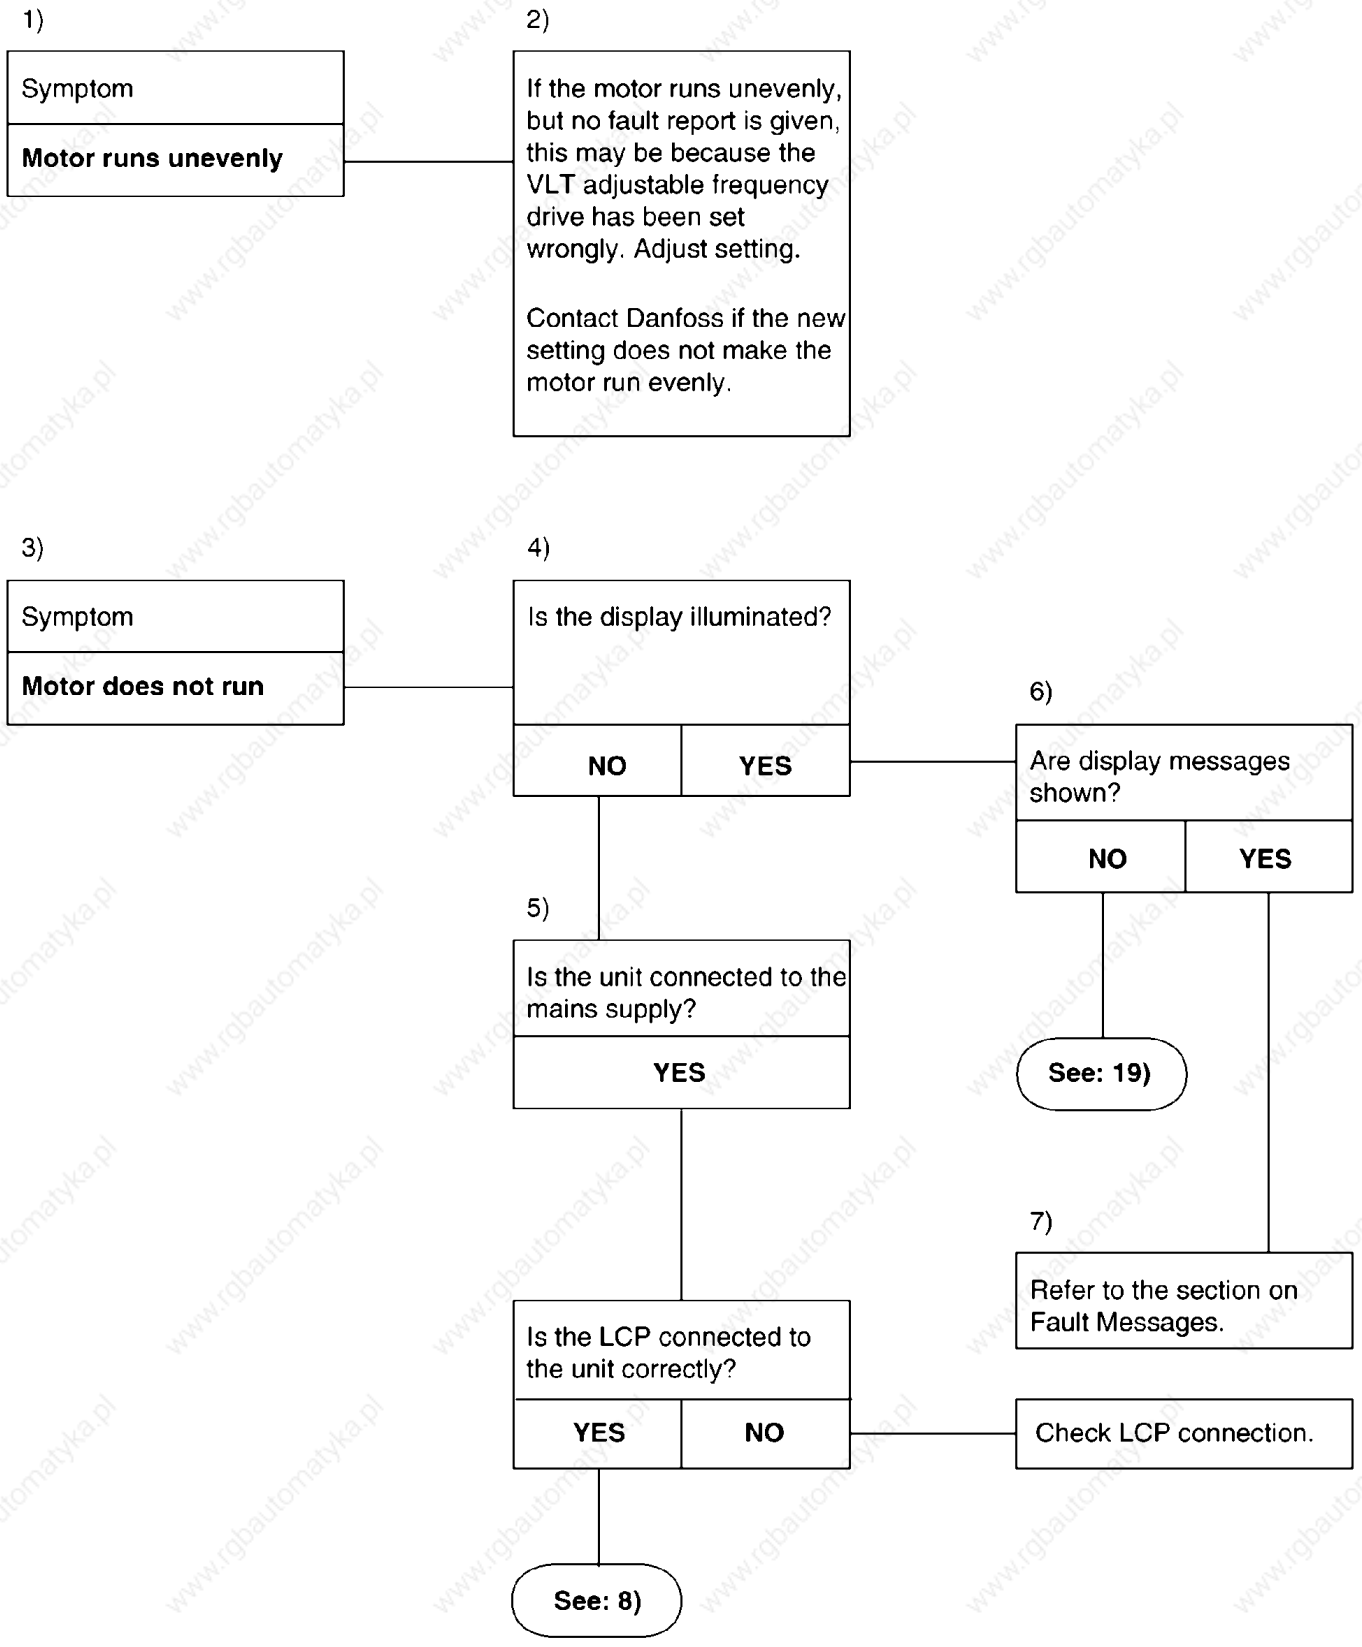 1)
Symptom
Motor runs unevenly
2)
If the motor runs unevenly,
but no fault report is given,
this may be because the
VLT adjustable frequency
drive has been set
wrongly. Adjust setting.
Contact Danfoss if the new
setting does not make the
motor run evenly.
3)
Symptom
Motor does not run
4)
Is the display illuminated?
NO
YES
6)
Are display messages
shown?
NO
YES
5)
Is the unit connected to the
mains supply?
YES
See: 19)
7)
Refer to the section on
Fault Messages.
Is the LCP connected to
the unit correctly?
YES
NO
Check LCP connection.
See: 8)
www.rgbautomatyka.pl